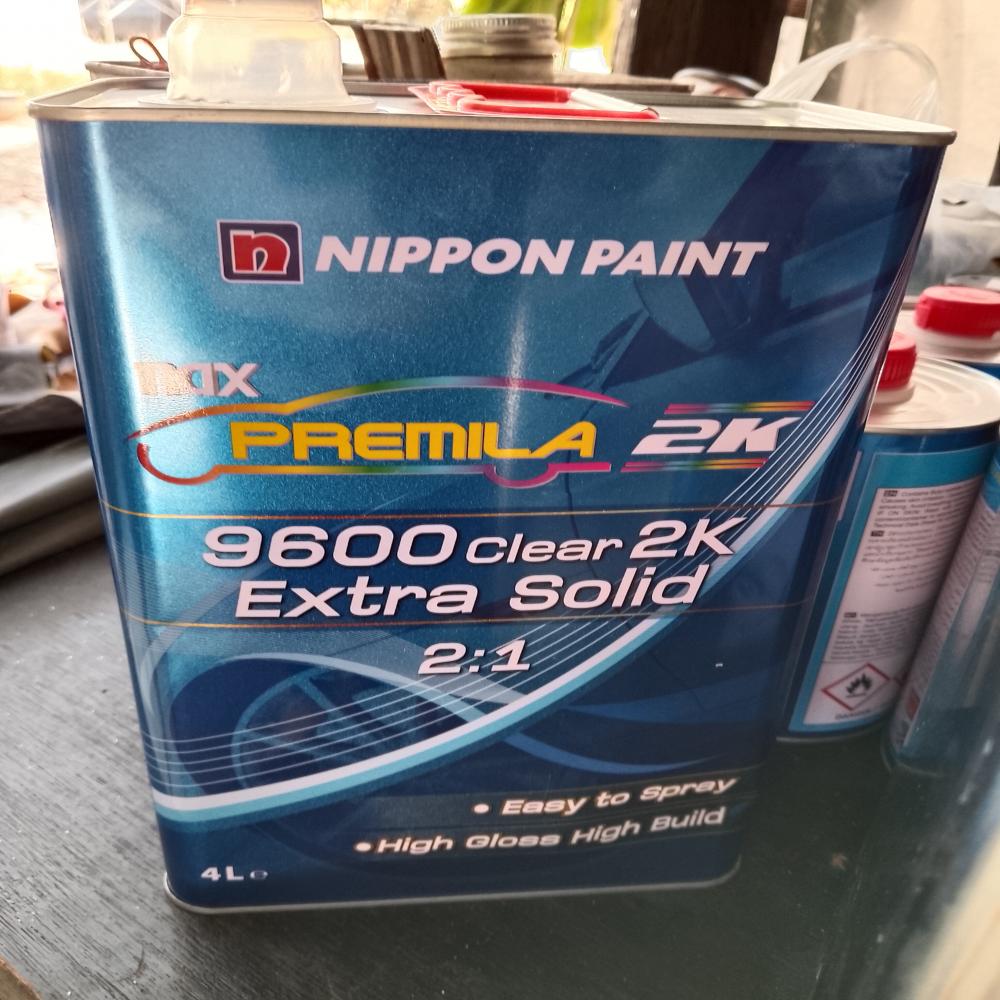 n NIPPON PAINT
nax
PREMILA 2K
9600 Clear 2K
Extra Solid
2:1
• Easy to Spray
• High Gloss High Build
4L e